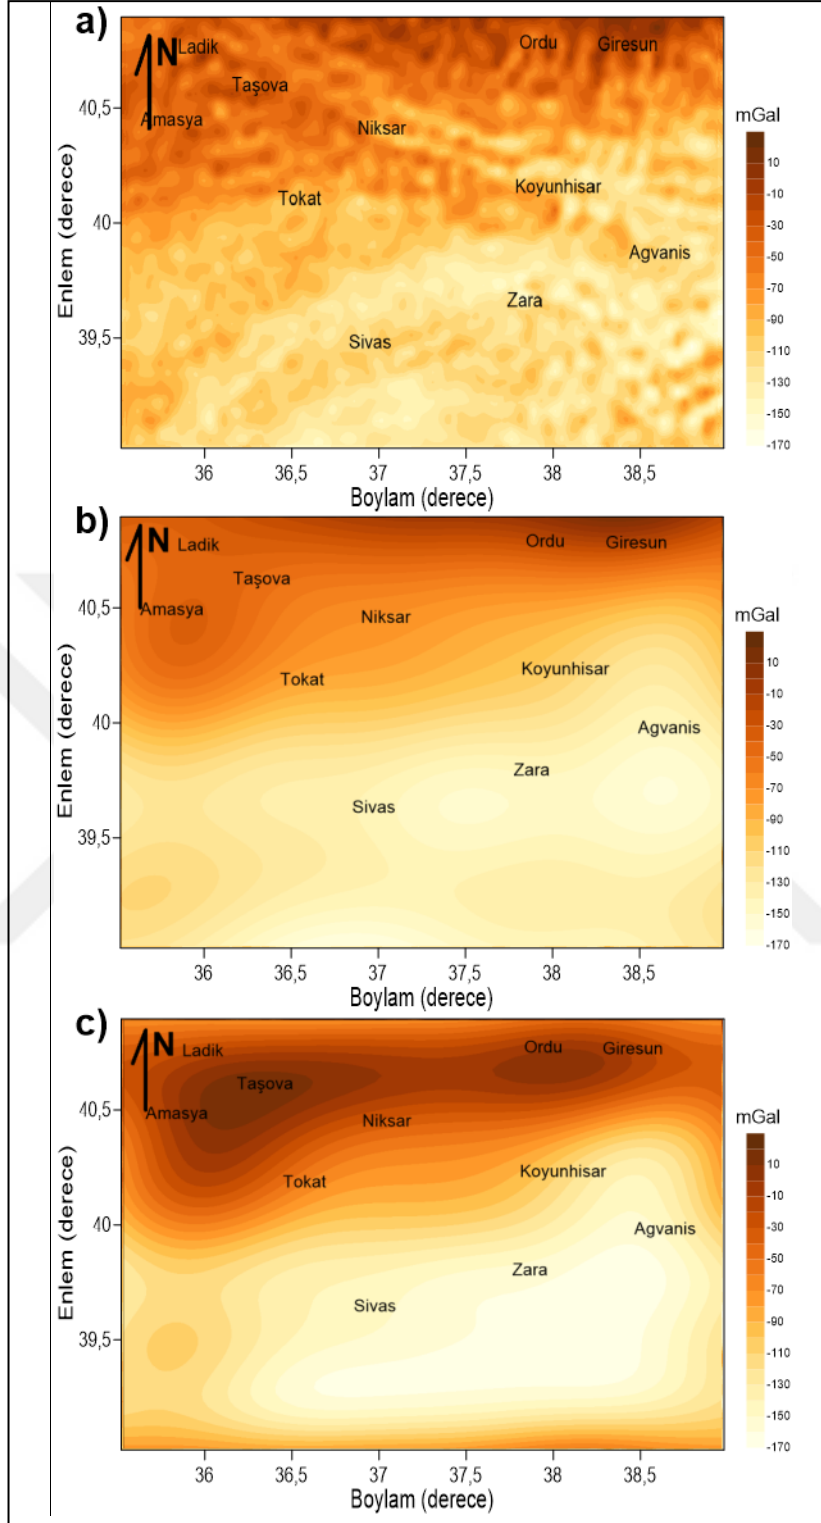 a)
N Ladik
Ordu Giresun
Taşova
40,5
Amasya
Niksar
mGal
10
-10
-30
-50
-70
-90
-110
-130
-150
-170
Koyunhisar
Tokat
40
Agvanis
Zara
39,5
Sivas
Enlem (derece)
36 36,5 37 37,5 38 38,5
Boylam (derece)
b)
N Ladik
Ordu Giresun
Taşova
40,5
Amasya
Niksar
mGal
10
-10
-30
-50
-70
-90
-110
-130
-150
-170
Koyunhisar
Tokat
40
Agvanis
Zara
Sivas
39,5
Enlem (derece)
36 36,5 37 37,5 38 38,5
Boylam (derece)
c)
N Ladik
Ordu Giresun
Taşova
40,5
Amasya
Niksar
mGal
10
-10
-30
-50
-70
-90
-110
-130
-150
-170
Koyunhisar
Tokat
40
Agvanis
Zara
Sivas
39,5
Enlem (derece)
36 36,5 37 37,5 38 38,5
Boylam (derece)